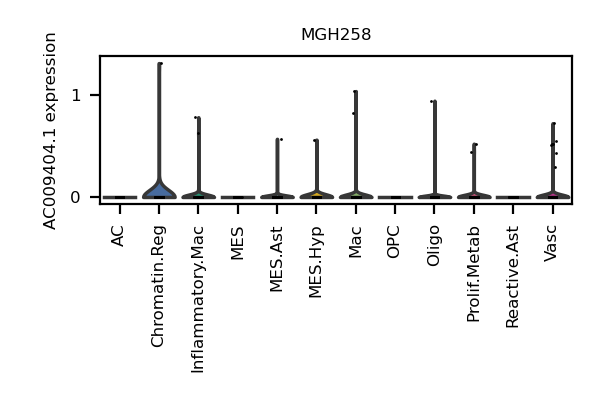 MGH258
AC009404.1 expression
1
0
AC
Chromatin.Reg
Inflammatory.Mac
MES
MES.Ast
MES.Hyp
Mac
OPC
Oligo
Prolif.Metab
Reactive.Ast
Vasc